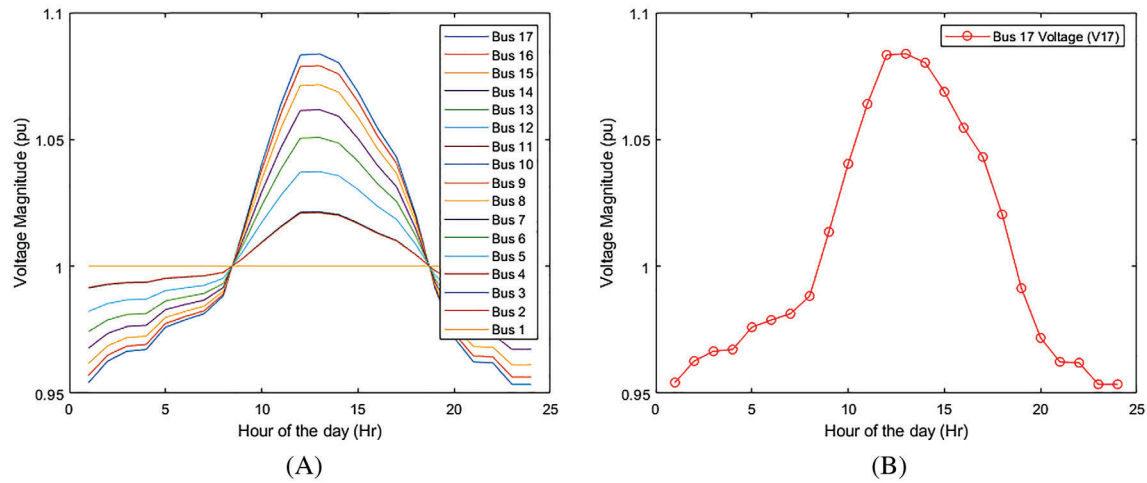 1.1
1.05
1
0.95
Voltage Magnitude (pu)
Bus 17
Bus 16
Bus 15
Bus 14
Bus 13
Bus 12
Bus 11
Bus 10
Bus 9
Bus 8
Bus 7
Bus 6
Bus 5
Bus 4
Bus 3
Bus 2
Bus 1
0 5 10 15 20 25
Hour of the day (Hr)
(A)
1.1
1.05
1
0.95
Voltage Magnitude (pu)
Bus 17 Voltage (V17)
0 5 10 15 20 25
Hour of the day (Hr)
(B)